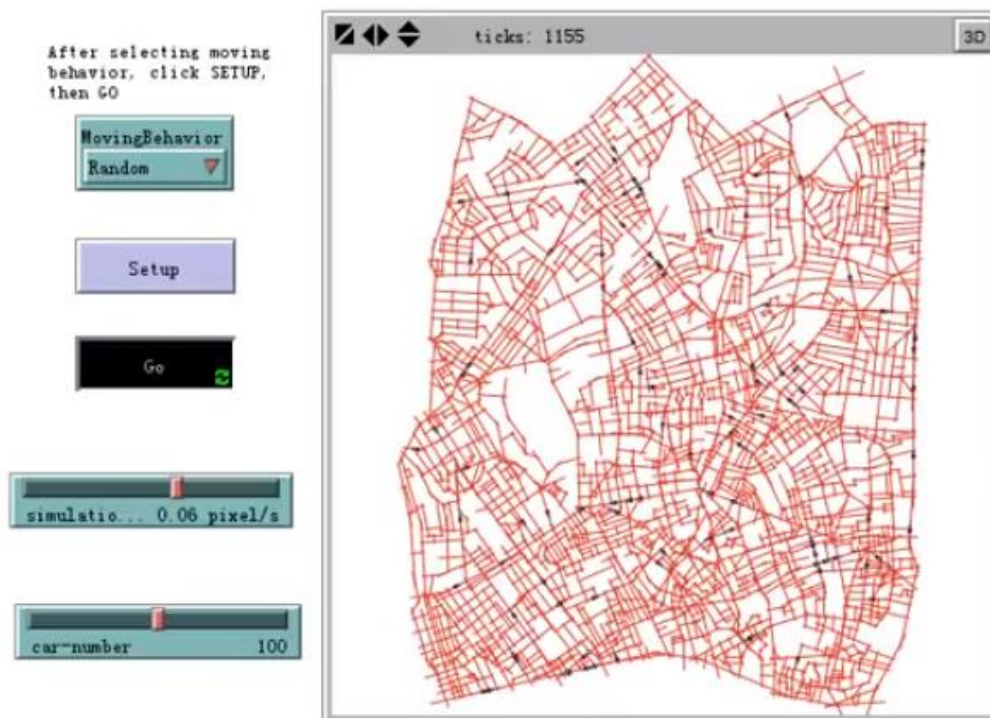 After selecting moving
behavior, click SETUP,
then GO
MovingBehavior
Random
Setup
Go
simulatio... 0.06 pixel/s
car-number 100
ticks: 1155
3D